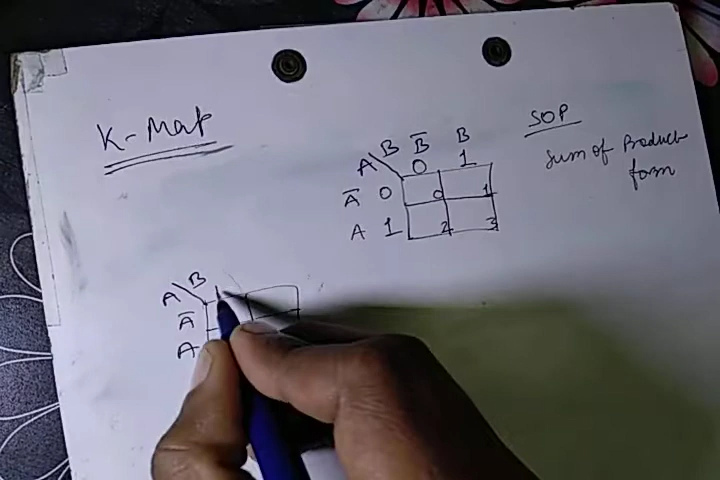 K-Map
SOP
Sum of Product
form
A B B̅ B
0 1
A̅ 0 0 1
A 1 2 3
A B
A̅
A